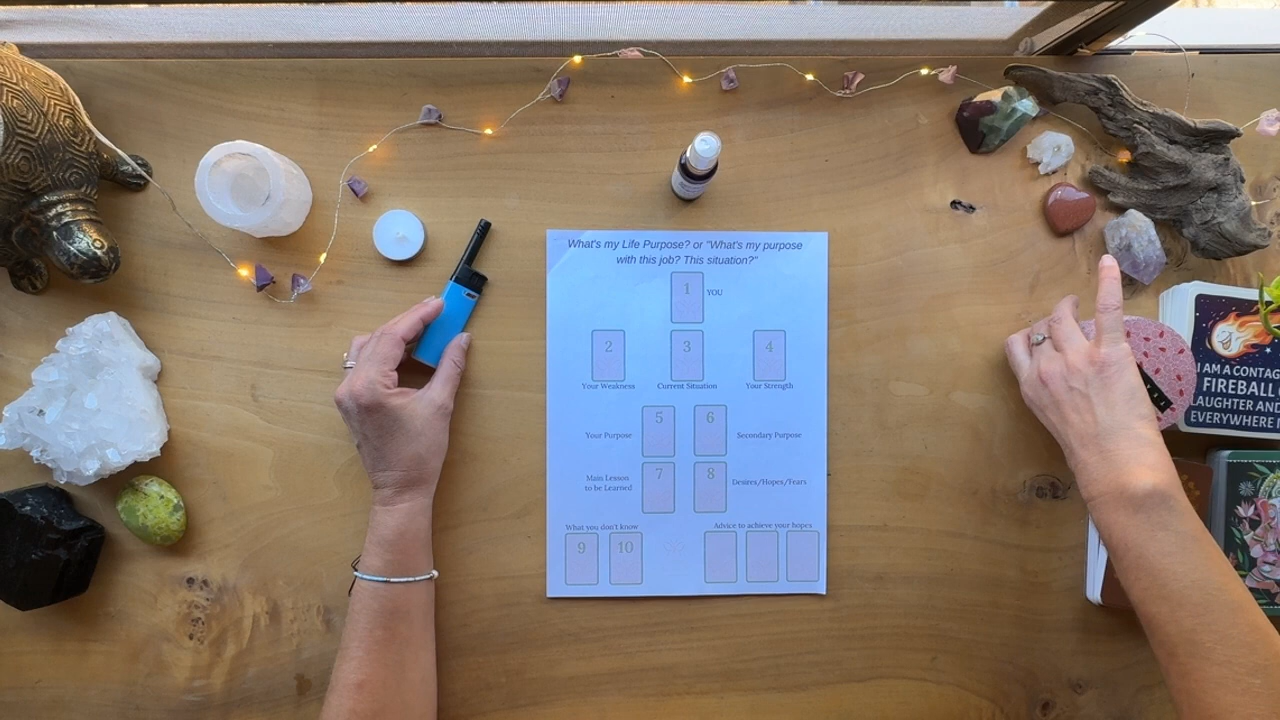 What's my Life Purpose? or "What's my purpose
with this job? This situation?"
1
YOU
2
3
4
Your Weakness
Current Situation
Your Strength
5
6
Your Purpose
Secondary Purpose
7
8
Main Lesson
to be Learned
Desires/Hopes/Fears
What you don't know
Advice to achieve your hopes
9
10
I AM A CONTAG
FIREBALL
LAUGHTER AND
EVERYWHERE I